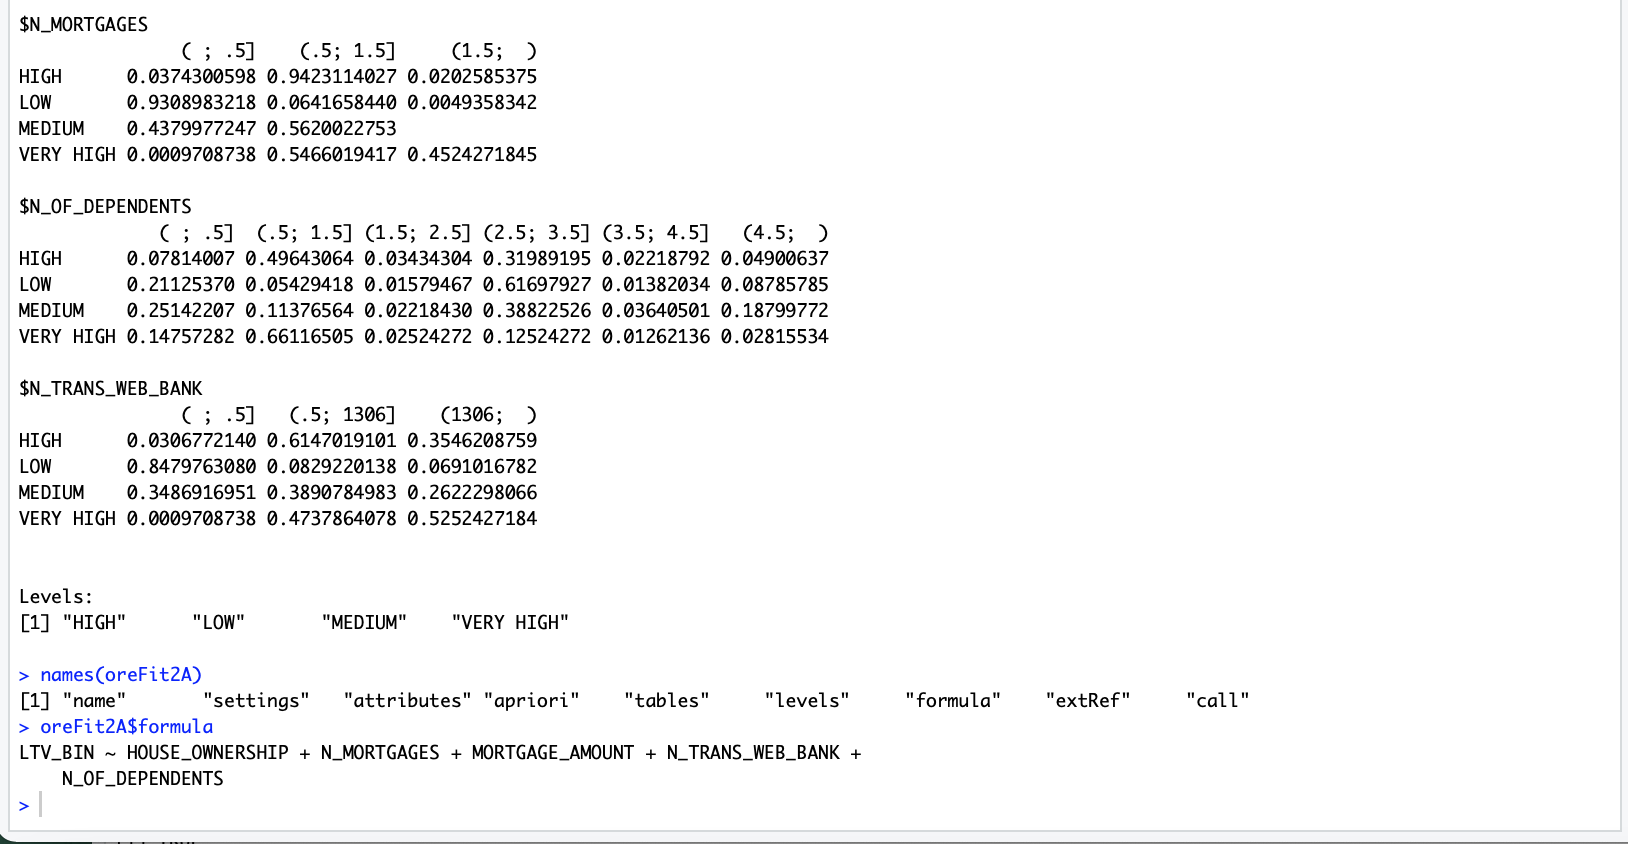 $N_MORTGAGES
               ( ; .5]    (.5; 1.5]     (1.5;  )
HIGH      0.0374300598 0.9423114027 0.0202585375
LOW       0.9308983218 0.0641658440 0.0049358342
MEDIUM    0.4379977247 0.5620022753
VERY HIGH 0.0009708738 0.5466019417 0.4524271845
$N_OF_DEPENDENTS
             ( ; .5]  (.5; 1.5] (1.5; 2.5] (2.5; 3.5] (3.5; 4.5]   (4.5;  )
HIGH      0.07814007 0.49643064 0.03434304 0.31989195 0.02218792 0.04900637
LOW       0.21125370 0.05429418 0.01579467 0.61697927 0.01382034 0.08785785
MEDIUM    0.25142207 0.11376564 0.02218430 0.38822526 0.03640501 0.18799772
VERY HIGH 0.14757282 0.66116505 0.02524272 0.12524272 0.01262136 0.02815534
$N_TRANS_WEB_BANK
               ( ; .5]   (.5; 1306]    (1306;  )
HIGH      0.0306772140 0.6147019101 0.3546208759
LOW       0.8479763080 0.0829220138 0.0691016782
MEDIUM    0.3486916951 0.3890784983 0.2622298066
VERY HIGH 0.0009708738 0.4737864078 0.5252427184
Levels:
[1] "HIGH"      "LOW"       "MEDIUM"    "VERY HIGH"
> names(oreFit2A)
[1] "name"       "settings"   "attributes" "apriori"    "tables"     "levels"     "formula"    "extRef"     "call"
> oreFit2A$formula
LTV_BIN ~ HOUSE_OWNERSHIP + N_MORTGAGES + MORTGAGE_AMOUNT + N_TRANS_WEB_BANK +
    N_OF_DEPENDENTS
>